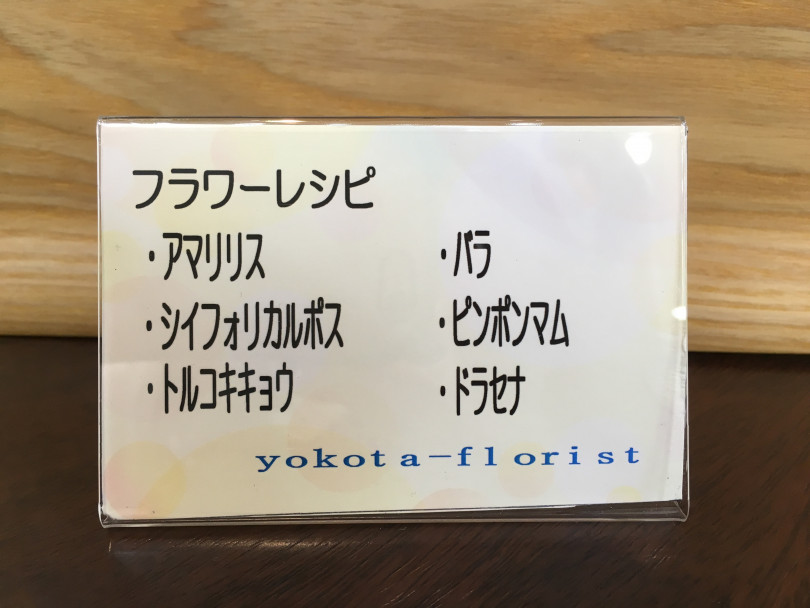 フラワーレシピ
・アマリリス
・シイフォリカルポス
・トルコキキョウ
・バラ
・ピンポンマム
・ドラセナ
yokota-florist